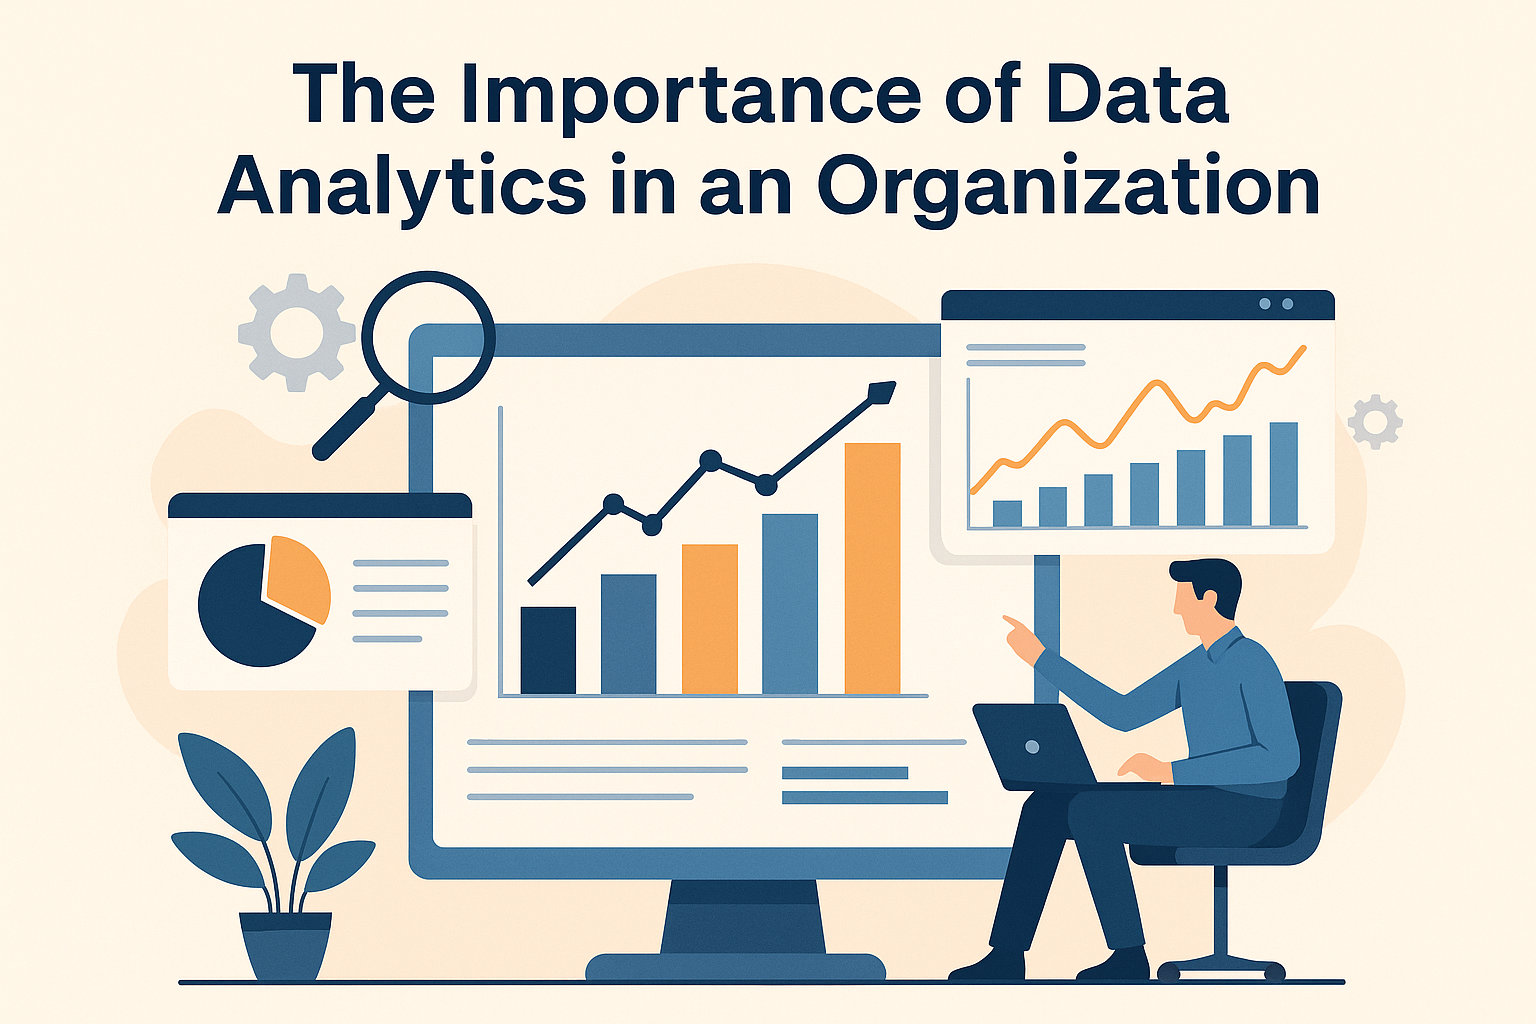 The Importance of Data
Analytics in an Organization